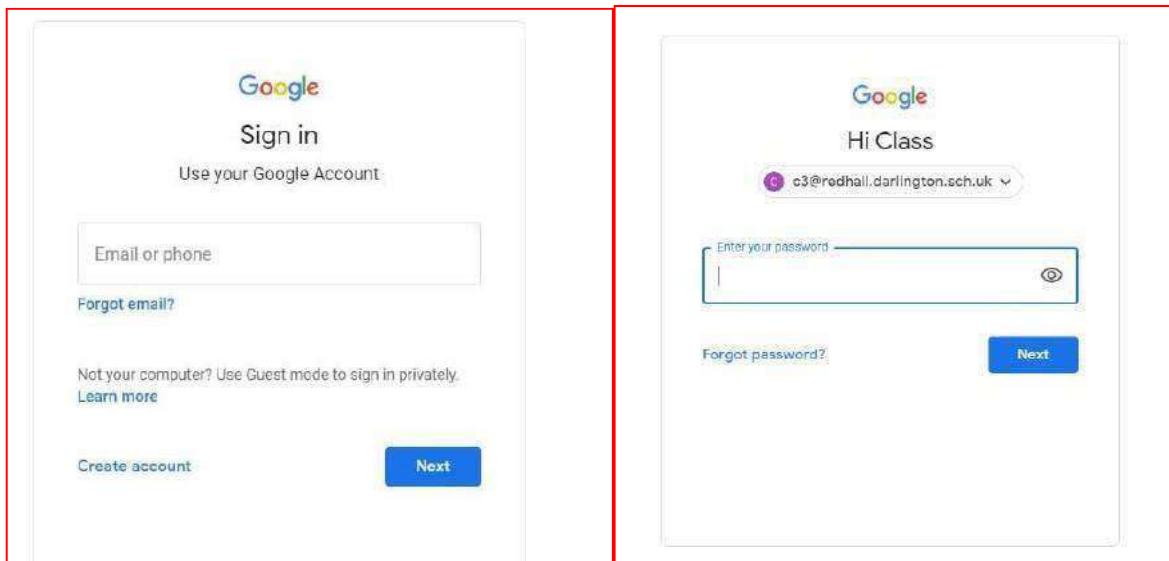 Google
Sign in
Use your Google Account
Email or phone
Forgot email?
Not your computer? Use Guest mode to sign in privately.
Learn more
Create account
Next
Google
Hi Class
C
c3@redhall.darlington.sch.uk
Enter your password
Forgot password?
Next